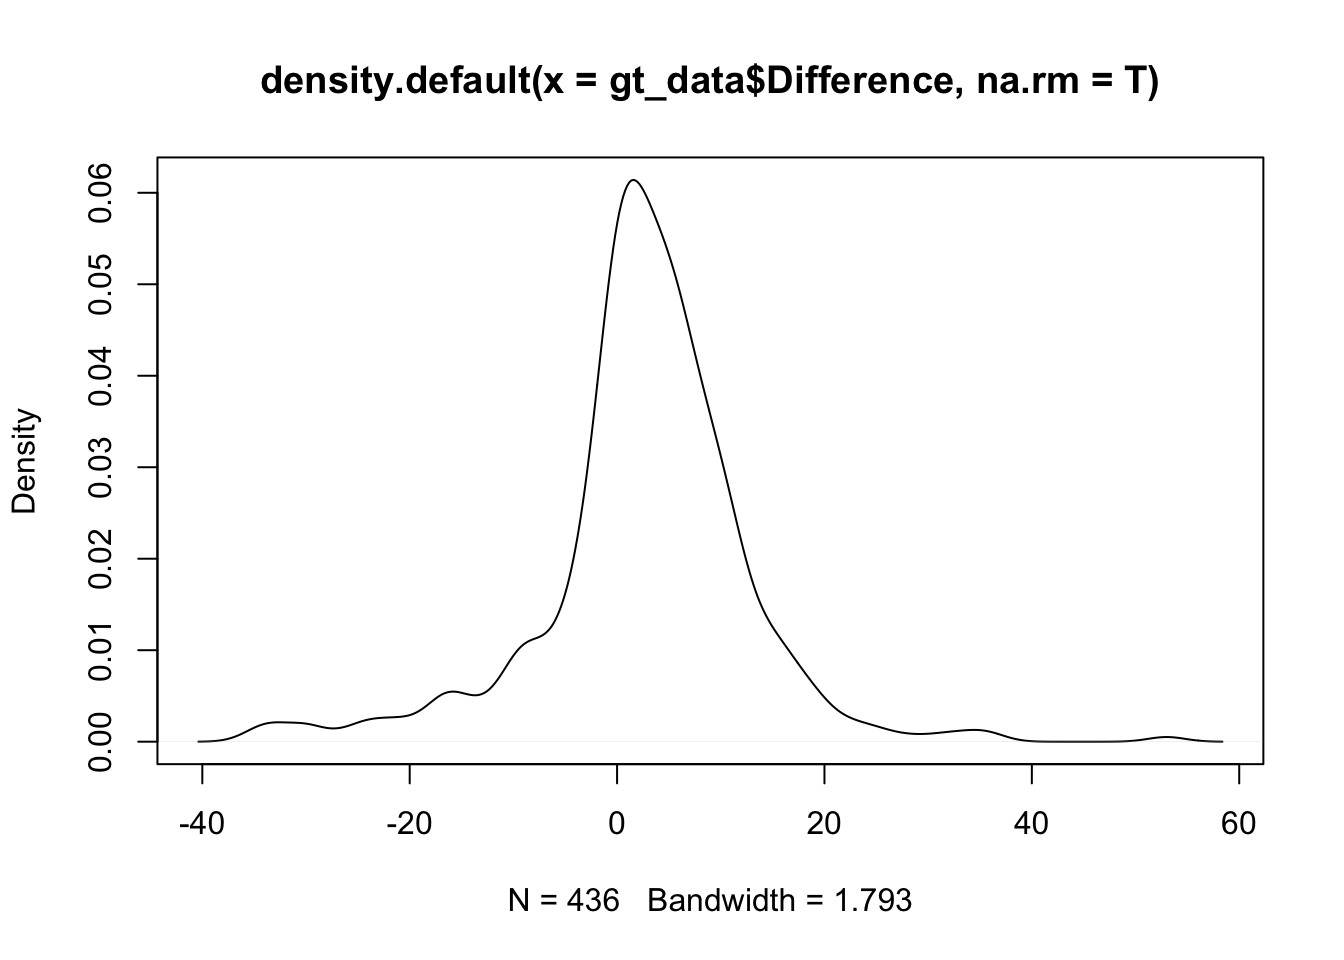 density.default(x = gt_data$Difference, na.rm = T)
Density
0.06
0.05
0.04
0.03
0.02
0.01
0.00
-40 -20 0 20 40 60
N = 436 Bandwidth = 1.793